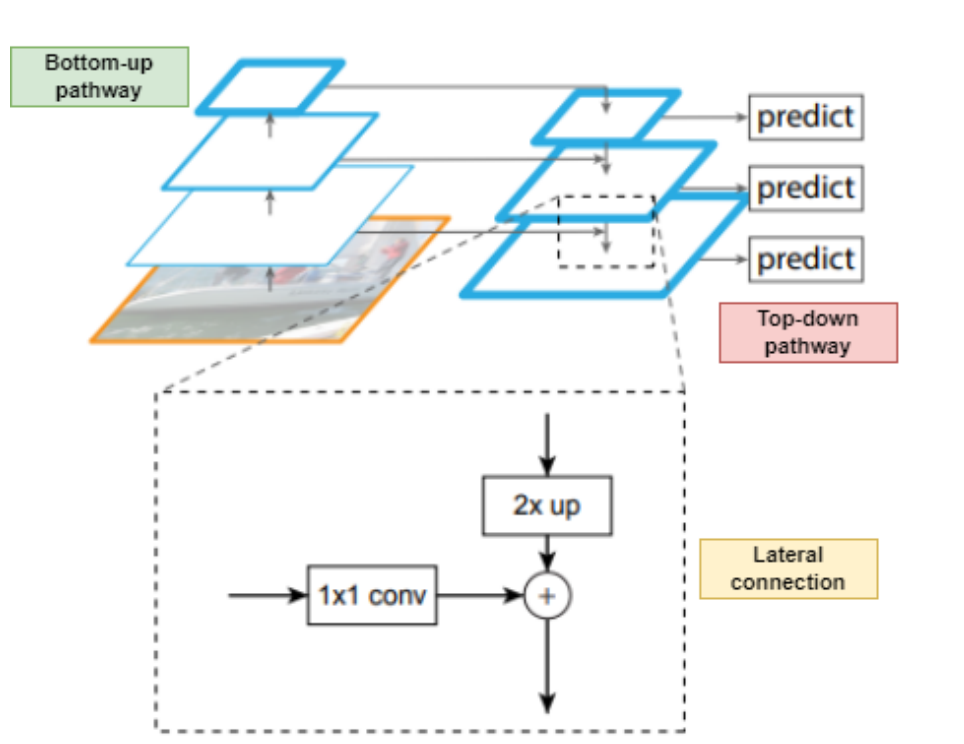 Bottom-up
pathway
predict
predict
predict
Top-down
pathway
2x up
1x1 conv
+
Lateral
connection